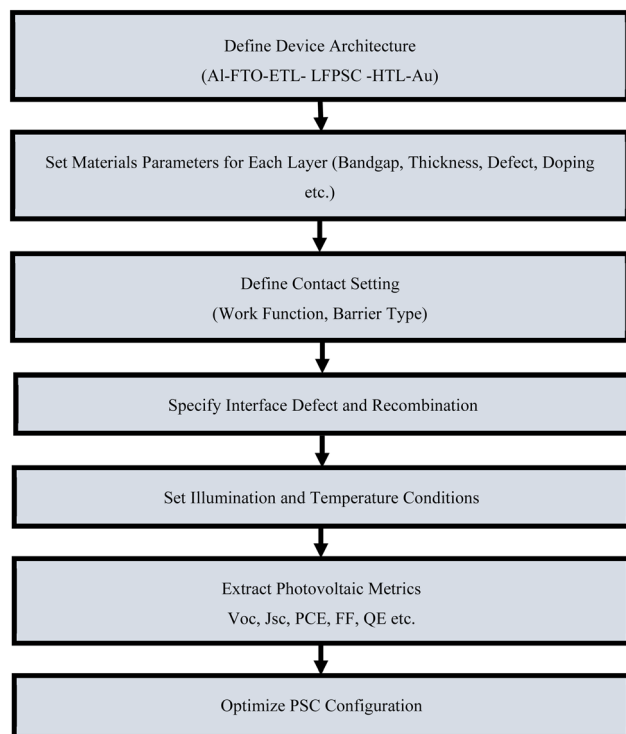 Define Device Architecture
(Al-FTO-ETL- LFPSC -HTL-Au)
Set Materials Parameters for Each Layer (Bandgap, Thickness, Defect, Doping
etc.)
Define Contact Setting
(Work Function, Barrier Type)
Specify Interface Defect and Recombination
Set Illumination and Temperature Conditions
Extract Photovoltaic Metrics
Voc, Jsc, PCE, FF, QE etc.
Optimize PSC Configuration